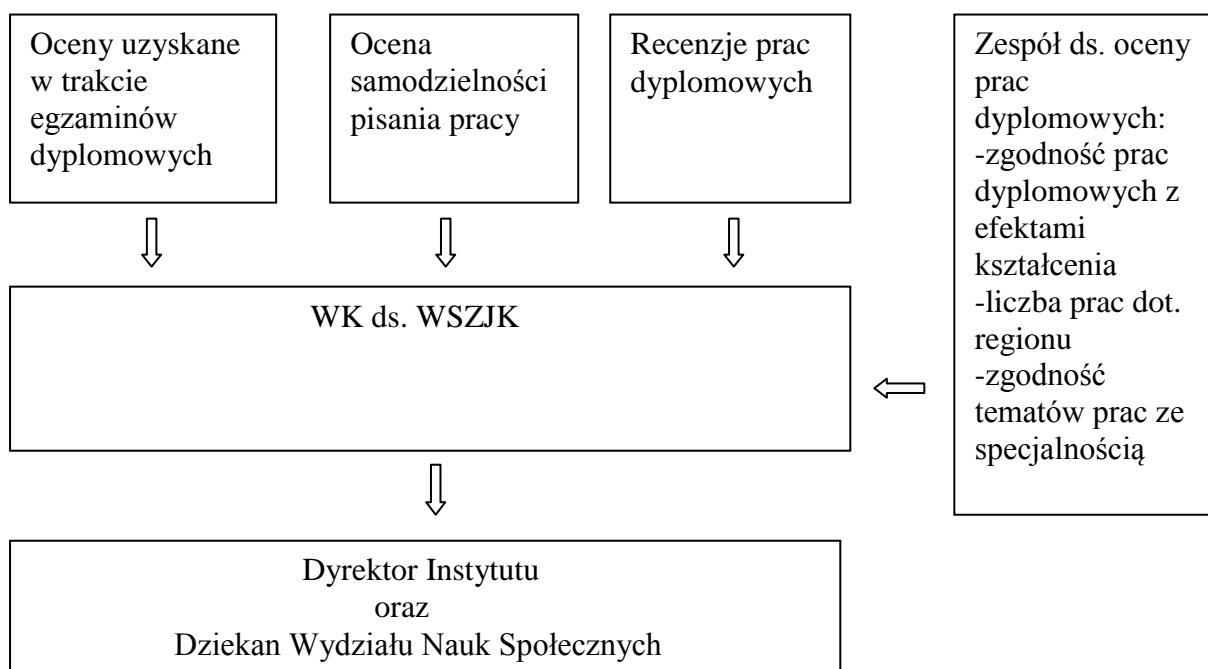 Oceny uzyskane
w trakcie
egzaminów
dyplomowych
Ocena
samodzielności
pisania pracy
Recenzje prac
dyplomowych
Zespół ds. oceny
prac
dyplomowych:
-zgodność prac
dyplomowych z
efektami
kształcenia
-liczba prac dot.
regionu
-zgodność
tematów prac ze
specjalnością
WK ds. WSZJK
Dyrektor Instytutu
oraz
Dziekan Wydziału Nauk Społecznych